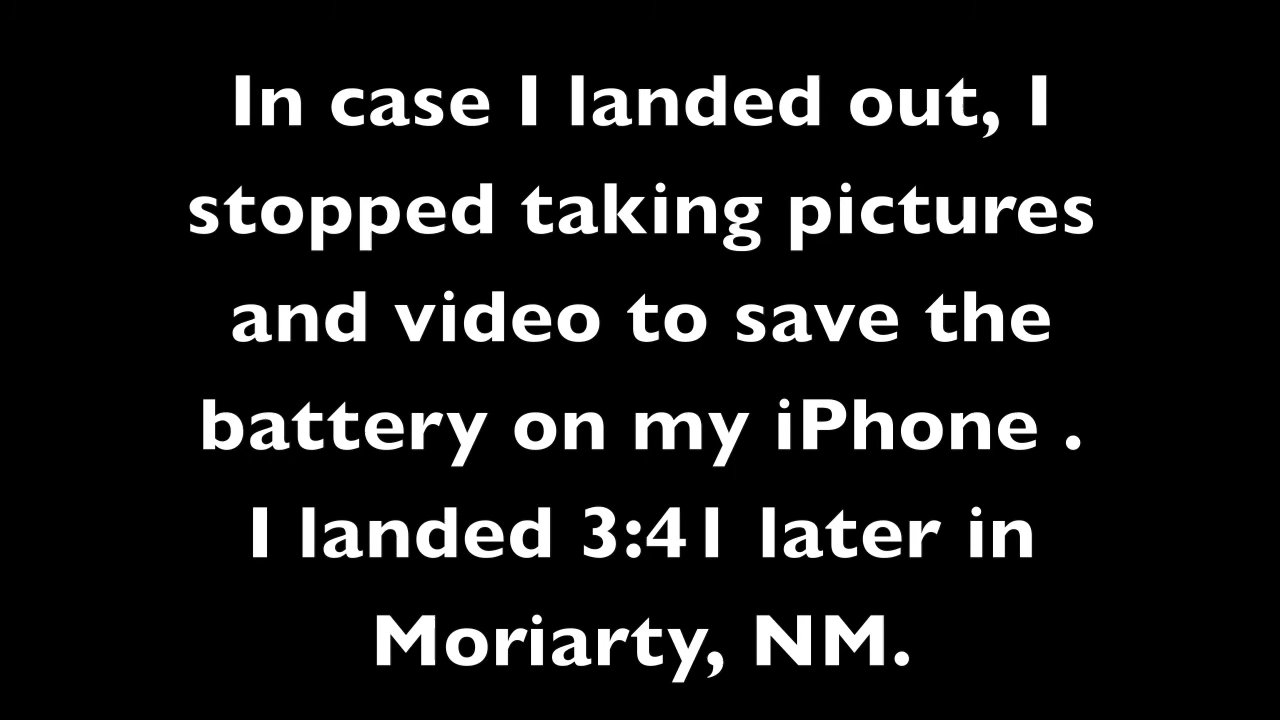 In case I landed out, I
stopped taking pictures
and video to save the
battery on my iPhone .
I landed 3:41 later in
Moriarty, NM.